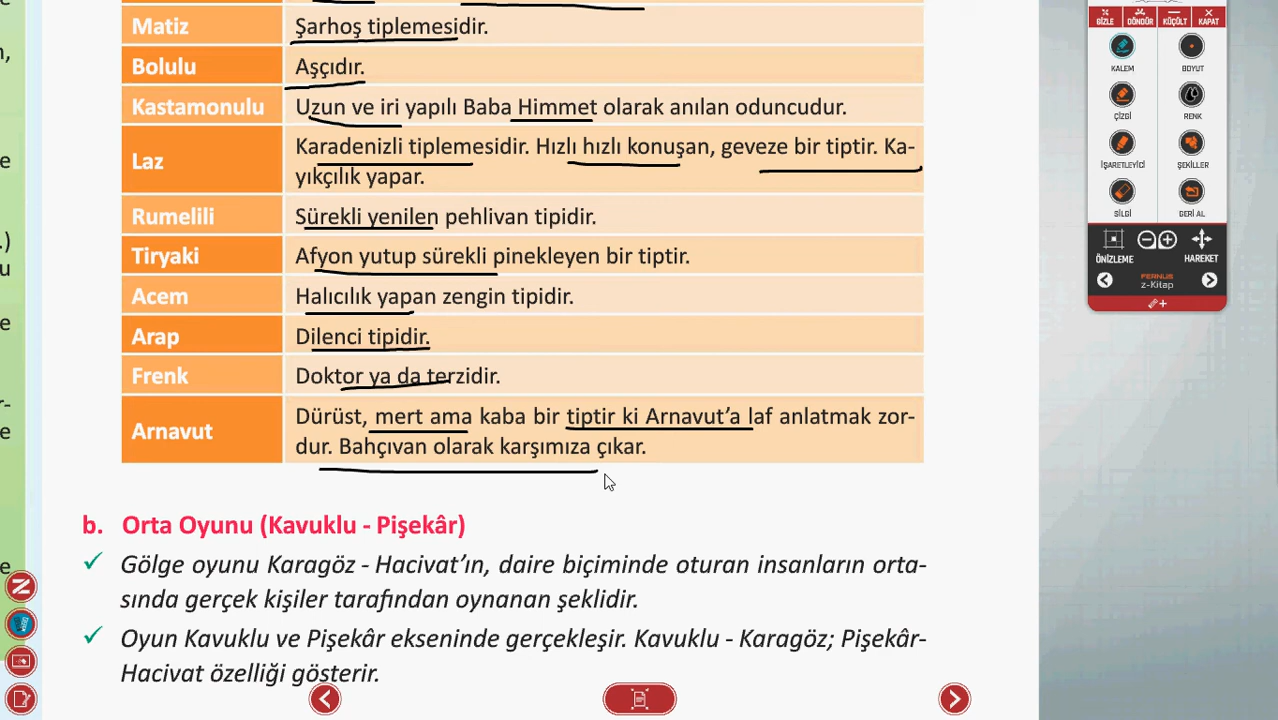 Matiz
Şarhoş tiplemesidir.
Bolulu
Aşçıdır.
Kastamonulu
Uzun ve iri yapılı Baba Himmet olarak anılan oduncudur.
Laz
Karadenizli tiplemesidir. Hızlı hızlı konuşan, geveze bir tiptir. Ka-
yıkçılık yapar.
Rumelili
Sürekli yenilen pehlivan tipidir.
Tiryaki
Afyon yutup sürekli pinekleyen bir tiptir.
Acem
Halıcılık yapan zengin tipidir.
Arap
Dilenci tipidir.
Frenk
Doktor ya da terzidir.
Arnavut
Dürüst, mert ama kaba bir tiptir ki Arnavut’a laf anlatmak zor-
dur. Bahçıvan olarak karşımıza çıkar.
b. Orta Oyunu (Kavuklu - Pişekâr)
Gölge oyunu Karagöz - Hacivat’ın, daire biçiminde oturan insanların orta-
sında gerçek kişiler tarafından oynanan şeklidir.
Oyun Kavuklu ve Pişekâr ekseninde gerçekleşir. Kavuklu - Karagöz; Pişekâr-
Hacivat özelliği gösterir.
GİZLE DÖNDÜR KÜÇÜLT KAPAT
KALEM BOYUT
ÇİZGİ RENK
İŞARETLEYİCİ ŞEKİLLER
SİLGİ GERİ AL
ÖNİZLEME HAREKET
FERNUS
z-Kitap